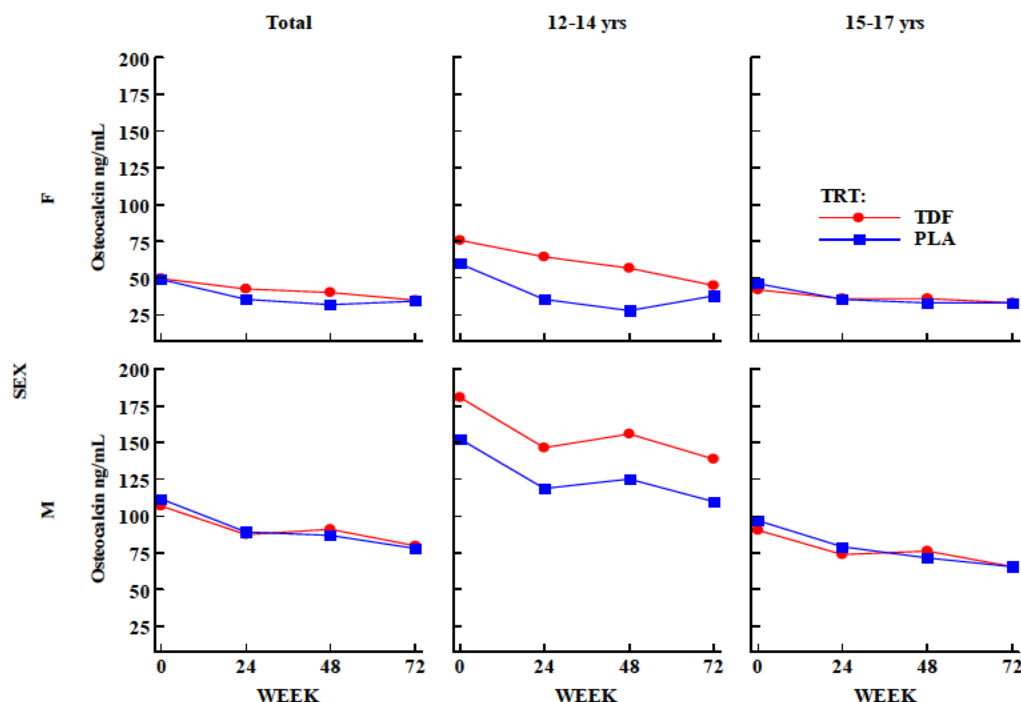 Total 12-14 yrs 15-17 yrs
200
175
150
125
100
75
50
25
Osteocalcin ng/mL
F
TRT:
TDF
PLA
SEX
200
175
150
125
100
75
50
25
Osteocalcin ng/mL
M
0 24 48 72 0 24 48 72 0 24 48 72
WEEK WEEK WEEK